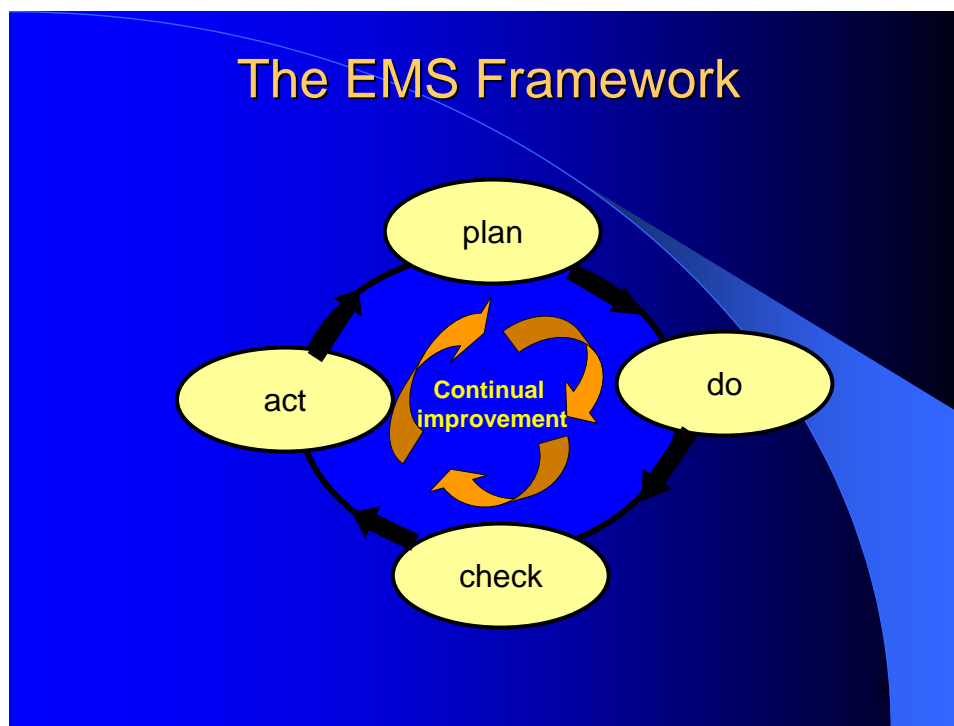 The EMS Framework
plan
do
Continual
improvement
act
check